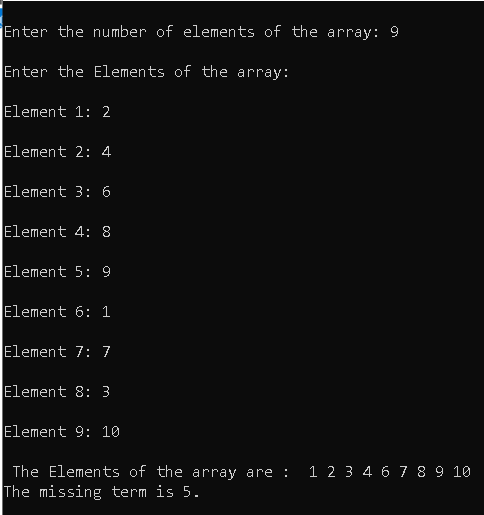 Enter the number of elements of the array: 9
Enter the Elements of the array:
Element 1: 2
Element 2: 4
Element 3: 6
Element 4: 8
Element 5: 9
Element 6: 1
Element 7: 7
Element 8: 3
Element 9: 10
The Elements of the array are :  1 2 3 4 6 7 8 9 10
The missing term is 5.